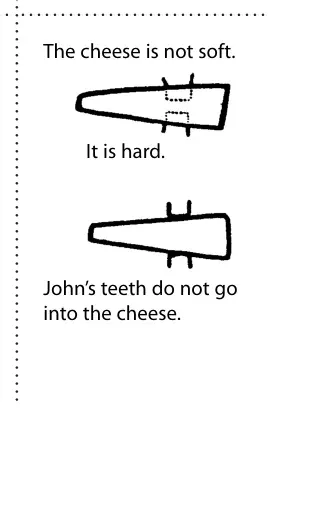 The cheese is not soft.
It is hard.
John's teeth do not go
into the cheese.